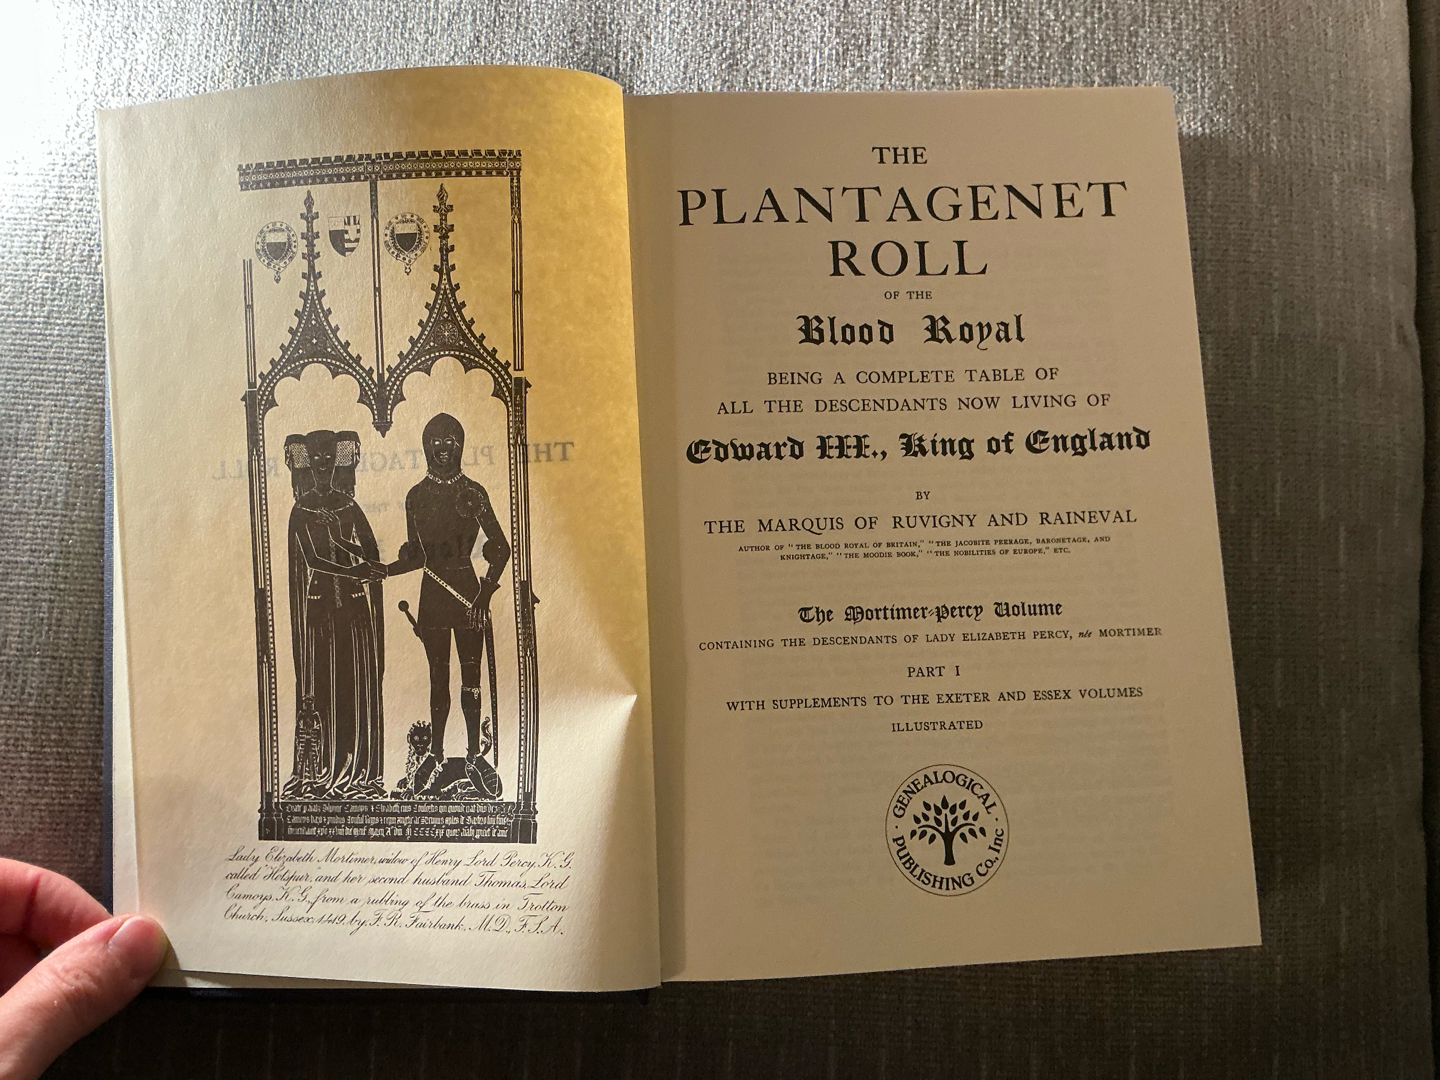 Lady Elizabeth Mortimer, widow of Henry Lord Percy, K.G.
called Hotspur, and her second husband Thomas, Lord
Camoys, K.G., from a rubbing of the brass in Trotton
Church, Sussex, 1419, by F. R. Fairbank, M.D., F.S.A.
THE
PLANTAGENET
ROLL
OF THE
Blood Royal
BEING A COMPLETE TABLE OF
ALL THE DESCENDANTS NOW LIVING OF
Edward III., King of England
BY
THE MARQUIS OF RUVIGNY AND RAINEVAL
AUTHOR OF "THE BLOOD ROYAL OF BRITAIN," "THE JACOBITE PEERAGE, BARONETAGE, AND
KNIGHTAGE," "THE MOODIE BOOK," "THE NOBILITIES OF EUROPE," ETC.
The Mortimer-Percy Volume
CONTAINING THE DESCENDANTS OF LADY ELIZABETH PERCY, née MORTIMER
PART I
WITH SUPPLEMENTS TO THE EXETER AND ESSEX VOLUMES
ILLUSTRATED
· GENEALOGICAL ·
PUBLISHING Co., Inc